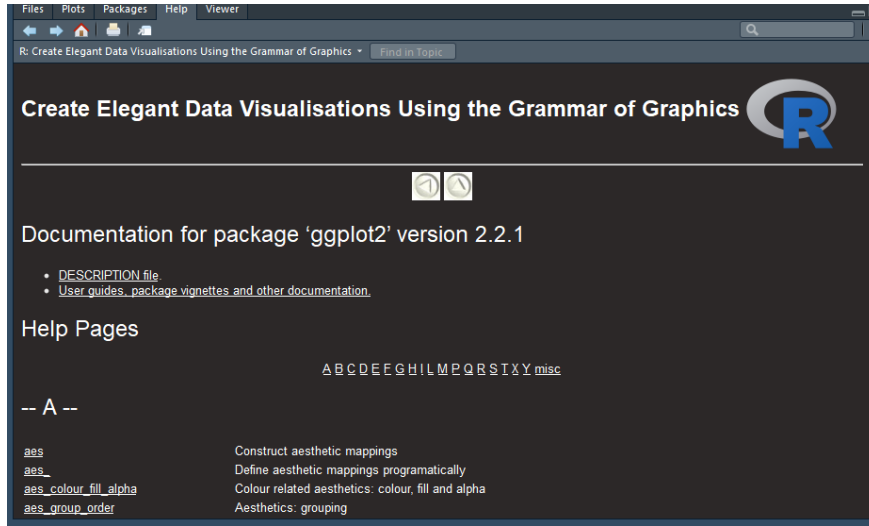 Files Plots Packages Help Viewer
R: Create Elegant Data Visualisations Using the Grammar of Graphics Find in Topic
Create Elegant Data Visualisations Using the Grammar of Graphics R
Documentation for package ‘ggplot2’ version 2.2.1
DESCRIPTION file.
User guides, package vignettes and other documentation.
Help Pages
A B C D E F G H I L M P Q R S T X Y misc
-- A --
aes Construct aesthetic mappings
aes_ Define aesthetic mappings programatically
aes_colour_fill_alpha Colour related aesthetics: colour, fill and alpha
aes_group_order Aesthetics: grouping